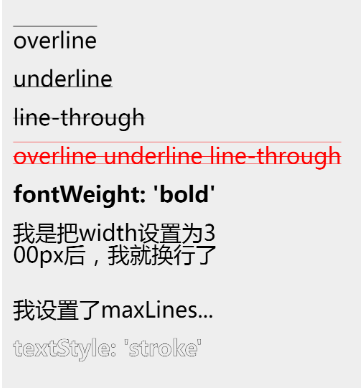 overline
underline
line-through
overline underline line-through
fontWeight: 'bold'
我是把width设置为3
00px后，我就换行了
我设置了maxLines...
textStyle: 'stroke'